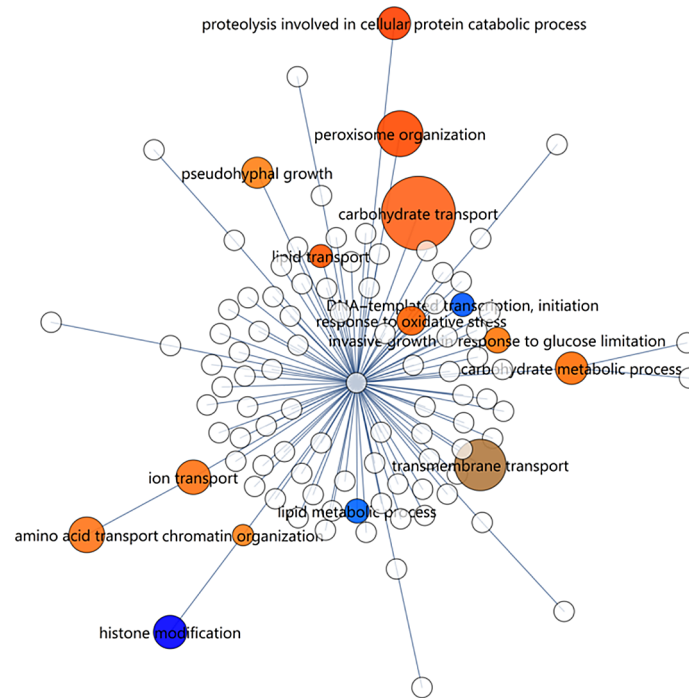 proteolysis involved in cellular protein catabolic process
peroxisome organization
pseudohyphal growth
carbohydrate transport
lipid transport
DNA-templated transcription, initiation
response to oxidative stress
invasive growth in response to glucose limitation
carbohydrate metabolic process
transmembrane transport
ion transport
lipid metabolic process
amino acid transport
chromatin organization
histone modification